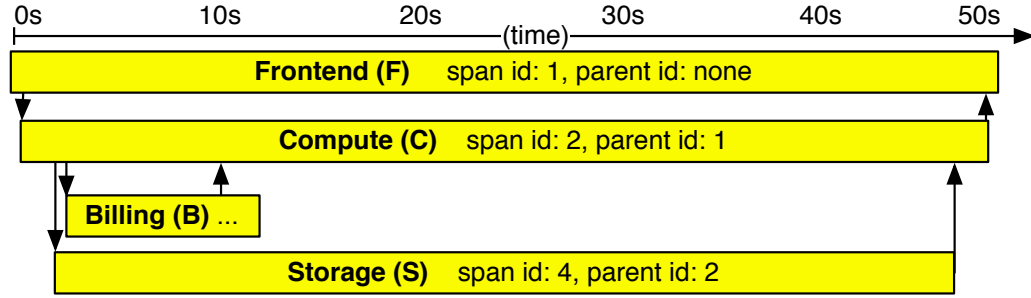 0s 10s 20s 30s 40s 50s
(time)
Frontend (F) span id: 1, parent id: none
Compute (C) span id: 2, parent id: 1
Billing (B) ...
Storage (S) span id: 4, parent id: 2